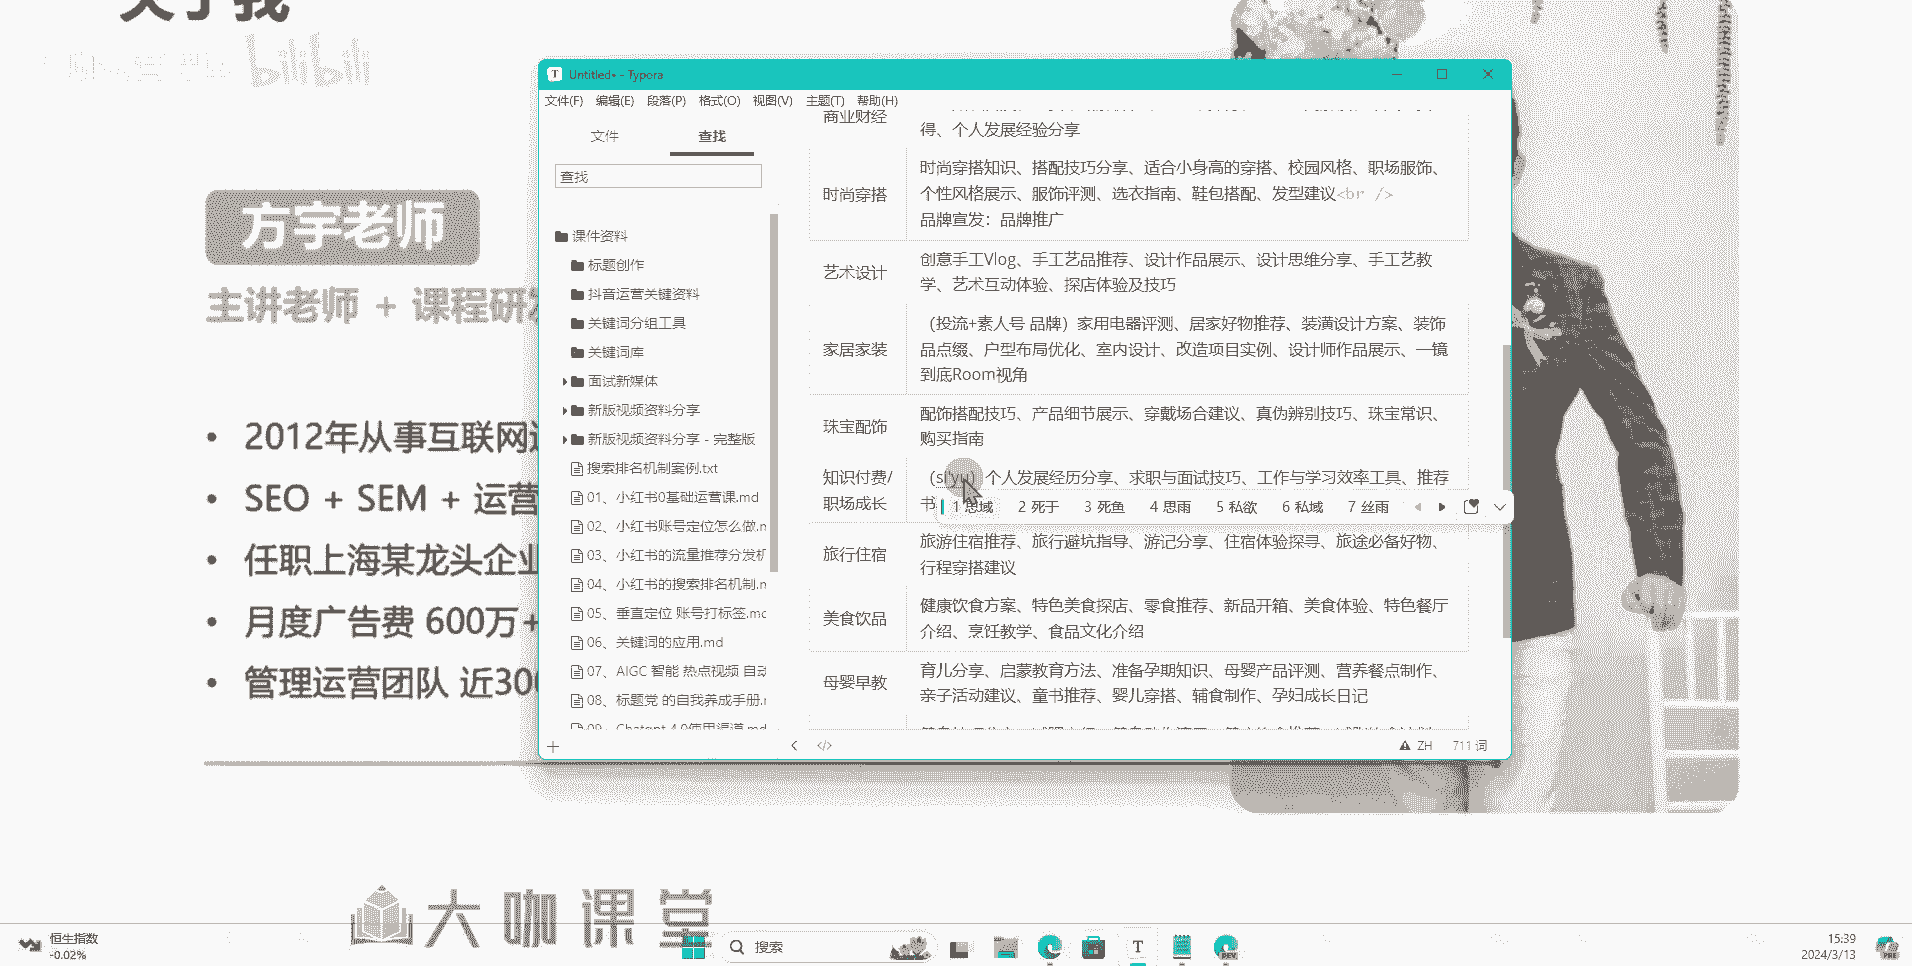 关于我
bilibili
方宇老师
主讲老师 + 课程研发
2012年从事互联网运
SEO + SEM + 运营
任职上海某龙头企业
月度广告费 600万+
管理运营团队 近300
大咖课堂
Untitled• - Typora
文件(F) 编辑(E) 段落(P) 格式(O) 视图(V) 主题(T) 帮助(H)
文件 查找
查找
课件资料
标题创作
抖音运营关键资料
关键词分组工具
关键词库
面试新媒体
新版视频资料分享
新版视频资料分享 - 完整版
搜索排名机制案例.txt
01、小红书0基础运营课.md
02、小红书账号定位怎么做.m
03、小红书的流量推荐分发机
04、小红书的搜索排名机制.m
05、垂直定位 账号打标签.mc
06、关键词的应用.md
07、AIGC 智能 热点视频 自动
08、标题党 的自我养成手册.m
09、Chatgpt 4.0使用渠道.md
商业财经
得、个人发展经验分享
时尚穿搭
时尚穿搭知识、搭配技巧分享、适合小身高的穿搭、校园风格、职场服饰、
个性风格展示、服饰评测、选衣指南、鞋包搭配、发型建议<br />
品牌宣发：品牌推广
艺术设计
创意手工Vlog、手工艺品推荐、设计作品展示、设计思维分享、手工艺教
学、艺术互动体验、探店体验及技巧
家居家装
（投流+素人号 品牌）家用电器评测、居家好物推荐、装潢设计方案、装饰
品点缀、户型布局优化、室内设计、改造项目实例、设计师作品展示、一镜
到底Room视角
珠宝配饰
配饰搭配技巧、产品细节展示、穿戴场合建议、真伪辨别技巧、珠宝常识、
购买指南
知识付费/
职场成长
（si'yu）个人发展经历分享、求职与面试技巧、工作与学习效率工具、推荐
书
1 思域 2 死于 3 死鱼 4 思雨 5 私欲 6 私域 7 丝雨
旅行住宿
旅游住宿推荐、旅行避坑指导、游记分享、住宿体验探寻、旅途必备好物、
行程穿搭建议
美食饮品
健康饮食方案、特色美食探店、零食推荐、新品开箱、美食体验、特色餐厅
介绍、烹饪教学、食品文化介绍
母婴早教
育儿分享、启蒙教育方法、准备孕期知识、母婴产品评测、营养餐点制作、
亲子活动建议、童书推荐、婴儿穿搭、辅食制作、孕妇成长日记
ZH 711 词
恒生指数
-0.02%
搜索
DEV
15:39
2024/3/13
PRE